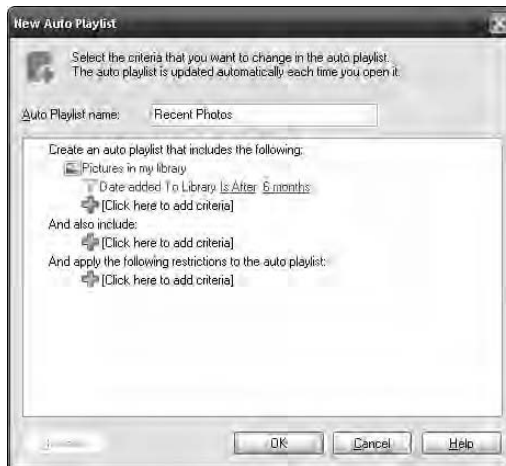 New Auto Playlist
Select the criteria that you want to change in the auto playlist.
The auto playlist is updated automatically each time you open it.
Auto Playlist name: Recent Photos
Create an auto playlist that includes the following:
Pictures in my library
Date added To Library Is After 6 months
[Click here to add criteria]
And also include:
[Click here to add criteria]
And apply the following restrictions to the auto playlist:
[Click here to add criteria]
OK Cancel Help